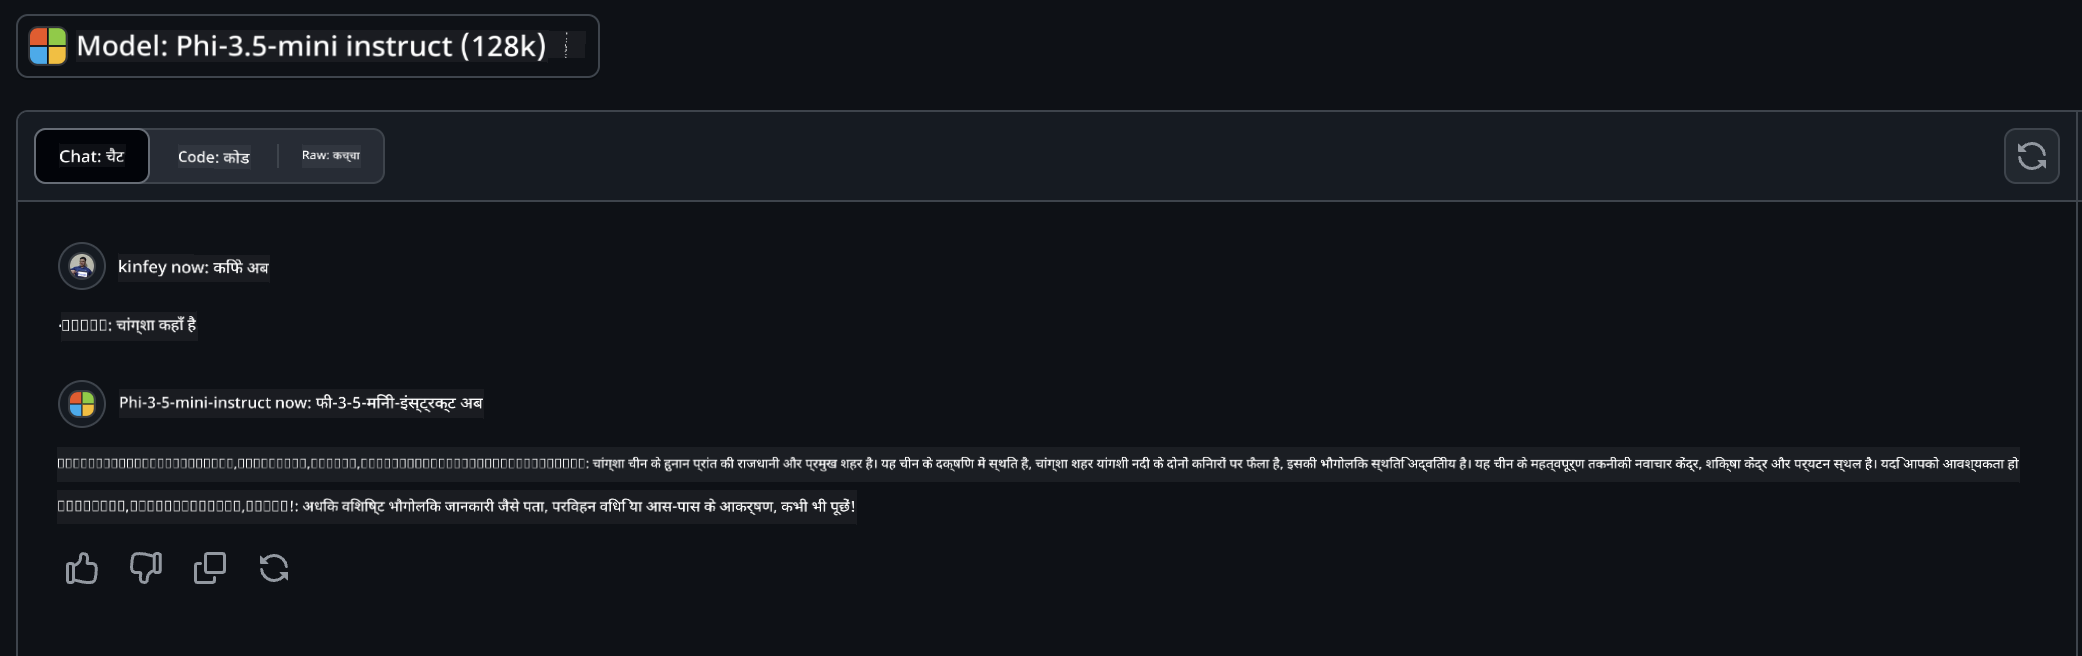 Model: Phi-3.5-mini instruct (128k)
Chat: चैट
Code: कोड
Raw: कच्चा
kinfey now: किफे अब
: चांग्शा कहाँ है
Phi-3-5-mini-instruct now: फी-3-5-मिनी-इंस्ट्रक्ट अब
: चांग्शा चीन के हुनान प्रांत की राजधानी और प्रमुख शहर है। यह चीन के दक्षिण में स्थित है, चांग्शा शहर यांगशी नदी के दोनों किनारों पर फैला है, इसकी भौगोलिक स्थिति अद्वितीय है। यह चीन के महत्वपूर्ण तकनीकी नवाचार केंद्र, शिक्षा केंद्र और पर्यटन स्थल है। यदि आपको आवश्यकता हो
!: अधिक विशिष्ट भौगोलिक जानकारी जैसे पता, परिवहन विधि या आस-पास के आकर्षण, कभी भी पूछें!